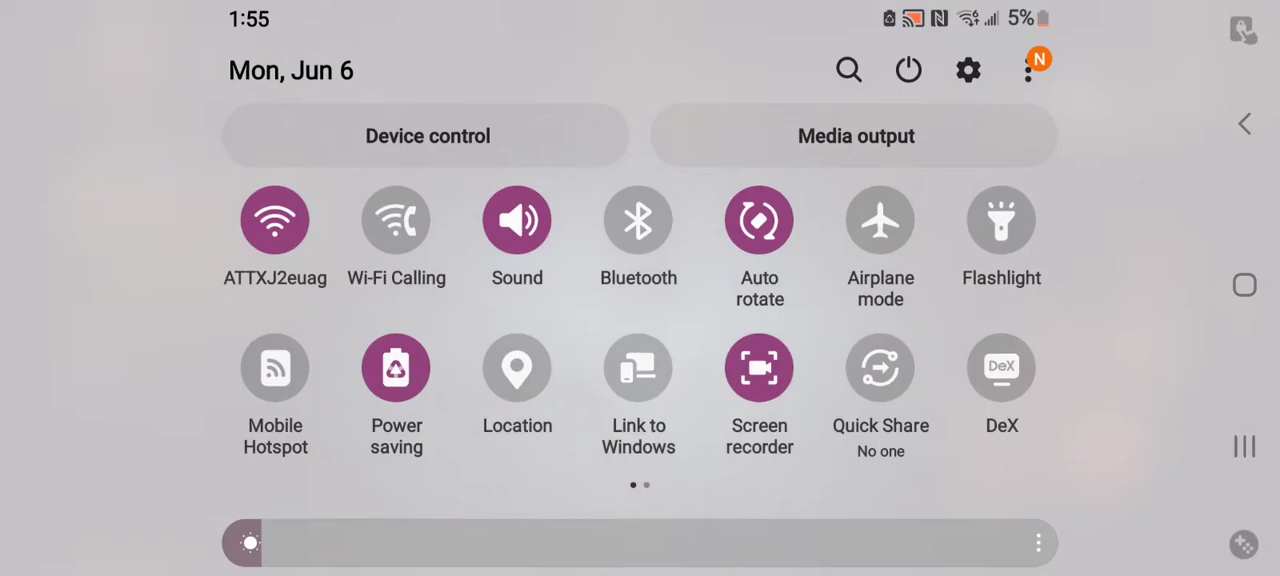 1:55
5%
Mon, Jun 6
N
Device control
Media output
ATTXJ2euag
Wi-Fi Calling
Sound
Bluetooth
Auto
rotate
Airplane
mode
Flashlight
DeX
Mobile
Hotspot
Power
saving
Location
Link to
Windows
Screen
recorder
Quick Share
No one
DeX